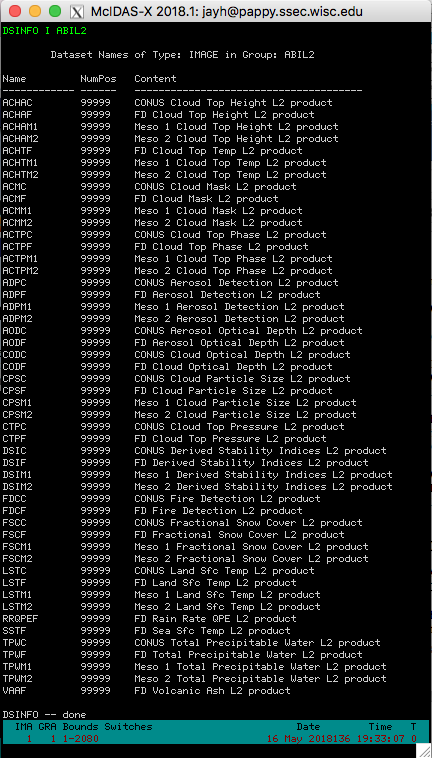 McIDAS-X 2018.1: jayh@pappy.ssec.wisc.edu
DSINFO I ABIL2
Dataset Names of Type: IMAGE in Group: ABIL2
Name NumPos Content
------------ ------ --------------------------------------
ACHAC 99999 CONUS Cloud Top Height L2 product
ACHAF 99999 FD Cloud Top Height L2 product
ACHAM1 99999 Meso 1 Cloud Top Height L2 product
ACHAM2 99999 Meso 2 Cloud Top Height L2 product
ACHTF 99999 FD Cloud Top Temp L2 product
ACHTM1 99999 Meso 1 Cloud Top Temp L2 product
ACHTM2 99999 Meso 2 Cloud Top Temp L2 product
ACMC 99999 CONUS Cloud Mask L2 product
ACMF 99999 FD Cloud Mask L2 product
ACMM1 99999 Meso 1 Cloud Mask L2 product
ACMM2 99999 Meso 2 Cloud Mask L2 product
ACTPC 99999 CONUS Cloud Top Phase L2 product
ACTPF 99999 FD Cloud Top Phase L2 product
ACTPM1 99999 Meso 1 Cloud Top Phase L2 product
ACTPM2 99999 Meso 2 Cloud Top Phase L2 product
ADPC 99999 CONUS Aerosol Detection L2 product
ADPF 99999 FD Aerosol Detection L2 product
ADPM1 99999 Meso 1 Aerosol Detection L2 product
ADPM2 99999 Meso 2 Aerosol Detection L2 product
AODC 99999 CONUS Aerosol Optical Depth L2 product
AODF 99999 FD Aerosol Optical Depth L2 product
CODC 99999 CONUS Cloud Optical Depth L2 product
CODF 99999 FD Cloud Optical Depth L2 product
CPSC 99999 CONUS Cloud Particle Size L2 product
CPSF 99999 FD Cloud Particle Size L2 product
CPSM1 99999 Meso 1 Cloud Particle Size L2 product
CPSM2 99999 Meso 2 Cloud Particle Size L2 product
CTPC 99999 CONUS Cloud Top Pressure L2 product
CTPF 99999 FD Cloud Top Pressure L2 product
DSIC 99999 CONUS Derived Stability Indices L2 product
DSIF 99999 FD Derived Stability Indices L2 product
DSIM1 99999 Meso 1 Derived Stability Indices L2 product
DSIM2 99999 Meso 2 Derived Stability Indices L2 product
FDCC 99999 CONUS Fire Detection L2 product
FDCF 99999 FD Fire Detection L2 product
FSCC 99999 CONUS Fractional Snow Cover L2 product
FSCF 99999 FD Fractional Snow Cover L2 product
FSCM1 99999 Meso 1 Fractional Snow Cover L2 product
FSCM2 99999 Meso 2 Fractional Snow Cover L2 product
LSTC 99999 CONUS Land Sfc Temp L2 product
LSTF 99999 FD Land Sfc Temp L2 product
LSTM1 99999 Meso 1 Land Sfc Temp L2 product
LSTM2 99999 Meso 2 Land Sfc Temp L2 product
RRQPEF 99999 FD Rain Rate QPE L2 product
SSTF 99999 FD Sea Sfc Temp L2 product
TPWC 99999 CONUS Total Precipitable Water L2 product
TPWF 99999 FD Total Precipitable Water L2 product
TPWM1 99999 Meso 1 Total Precipitable Water L2 product
TPWM2 99999 Meso 2 Total Precipitable Water L2 product
VAAF 99999 FD Volcanic Ash L2 product
DSINFO -- done
IMA GRA Bounds Switches Date Time T
1 1 1-2080 16 May 2018136 19:33:07 0